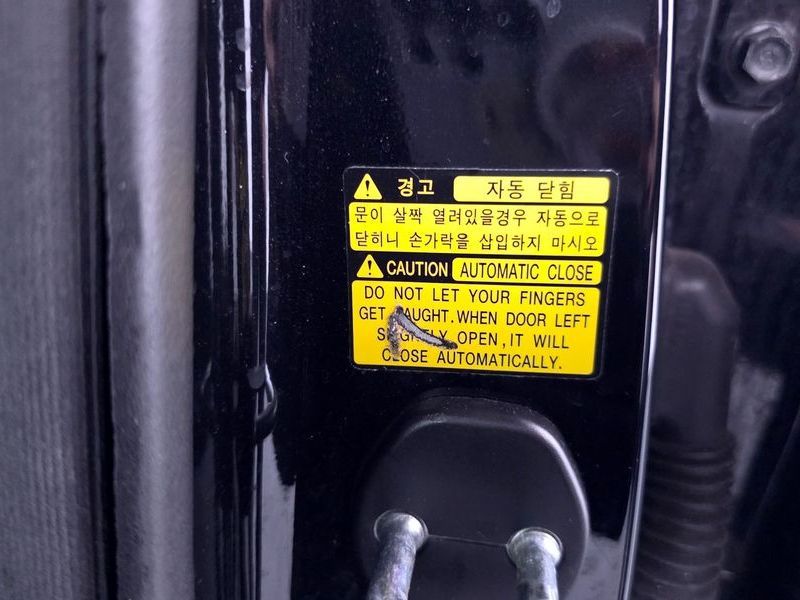 경고 자동 닫힘
문이 살짝 열려있을경우 자동으로
닫히니 손가락을 삽입하지 마시오
CAUTION AUTOMATIC CLOSE
DO NOT LET YOUR FINGERS
GET CAUGHT. WHEN DOOR LEFT
SLIGHTLY OPEN, IT WILL
CLOSE AUTOMATICALLY.